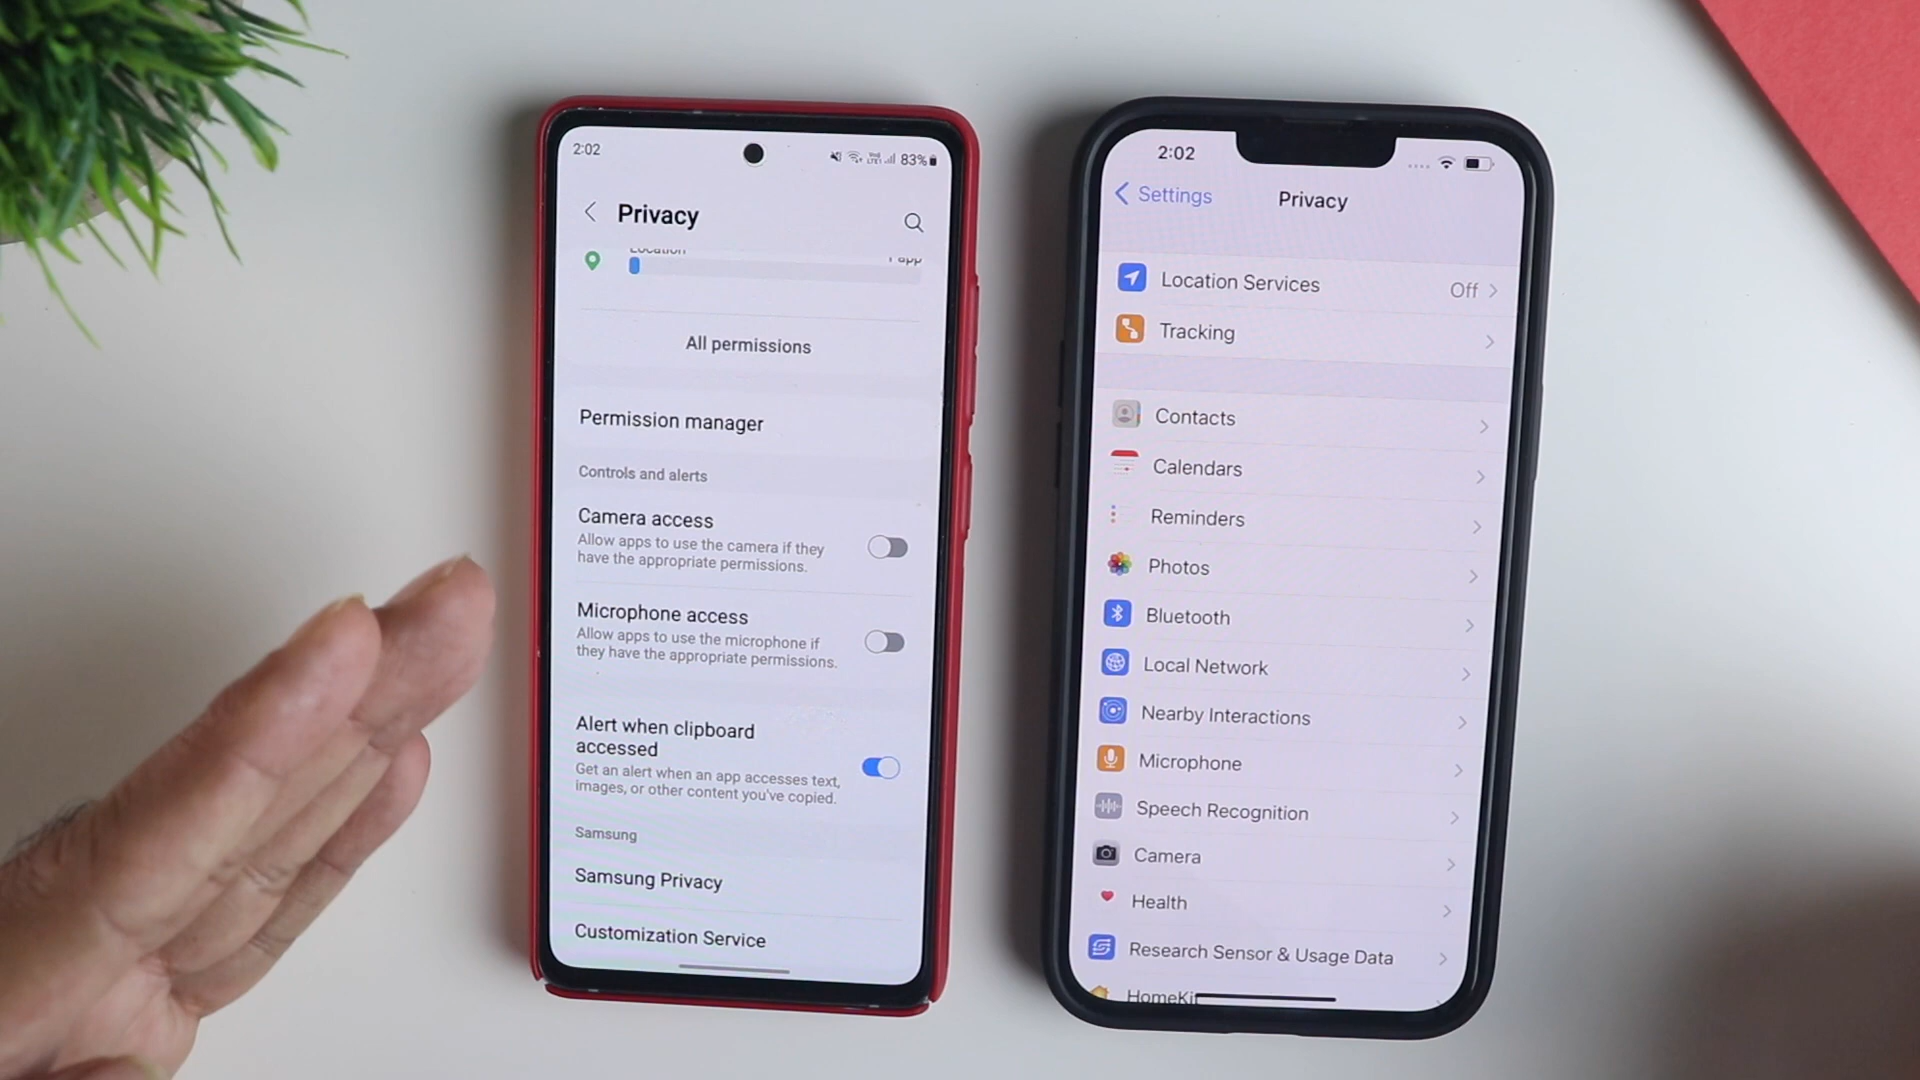 2:02
83%
Privacy
Location
1 app
All permissions
Permission manager
Controls and alerts
Camera access
Allow apps to use the camera if they
have the appropriate permissions.
Microphone access
Allow apps to use the microphone if
they have the appropriate permissions.
Alert when clipboard
accessed
Get an alert when an app accesses text,
images, or other content you've copied.
Samsung
Samsung Privacy
Customization Service
2:02
Settings
Privacy
Location Services
Off
Tracking
Contacts
Calendars
Reminders
Photos
Bluetooth
Local Network
Nearby Interactions
Microphone
Speech Recognition
Camera
Health
Research Sensor & Usage Data
HomeKit